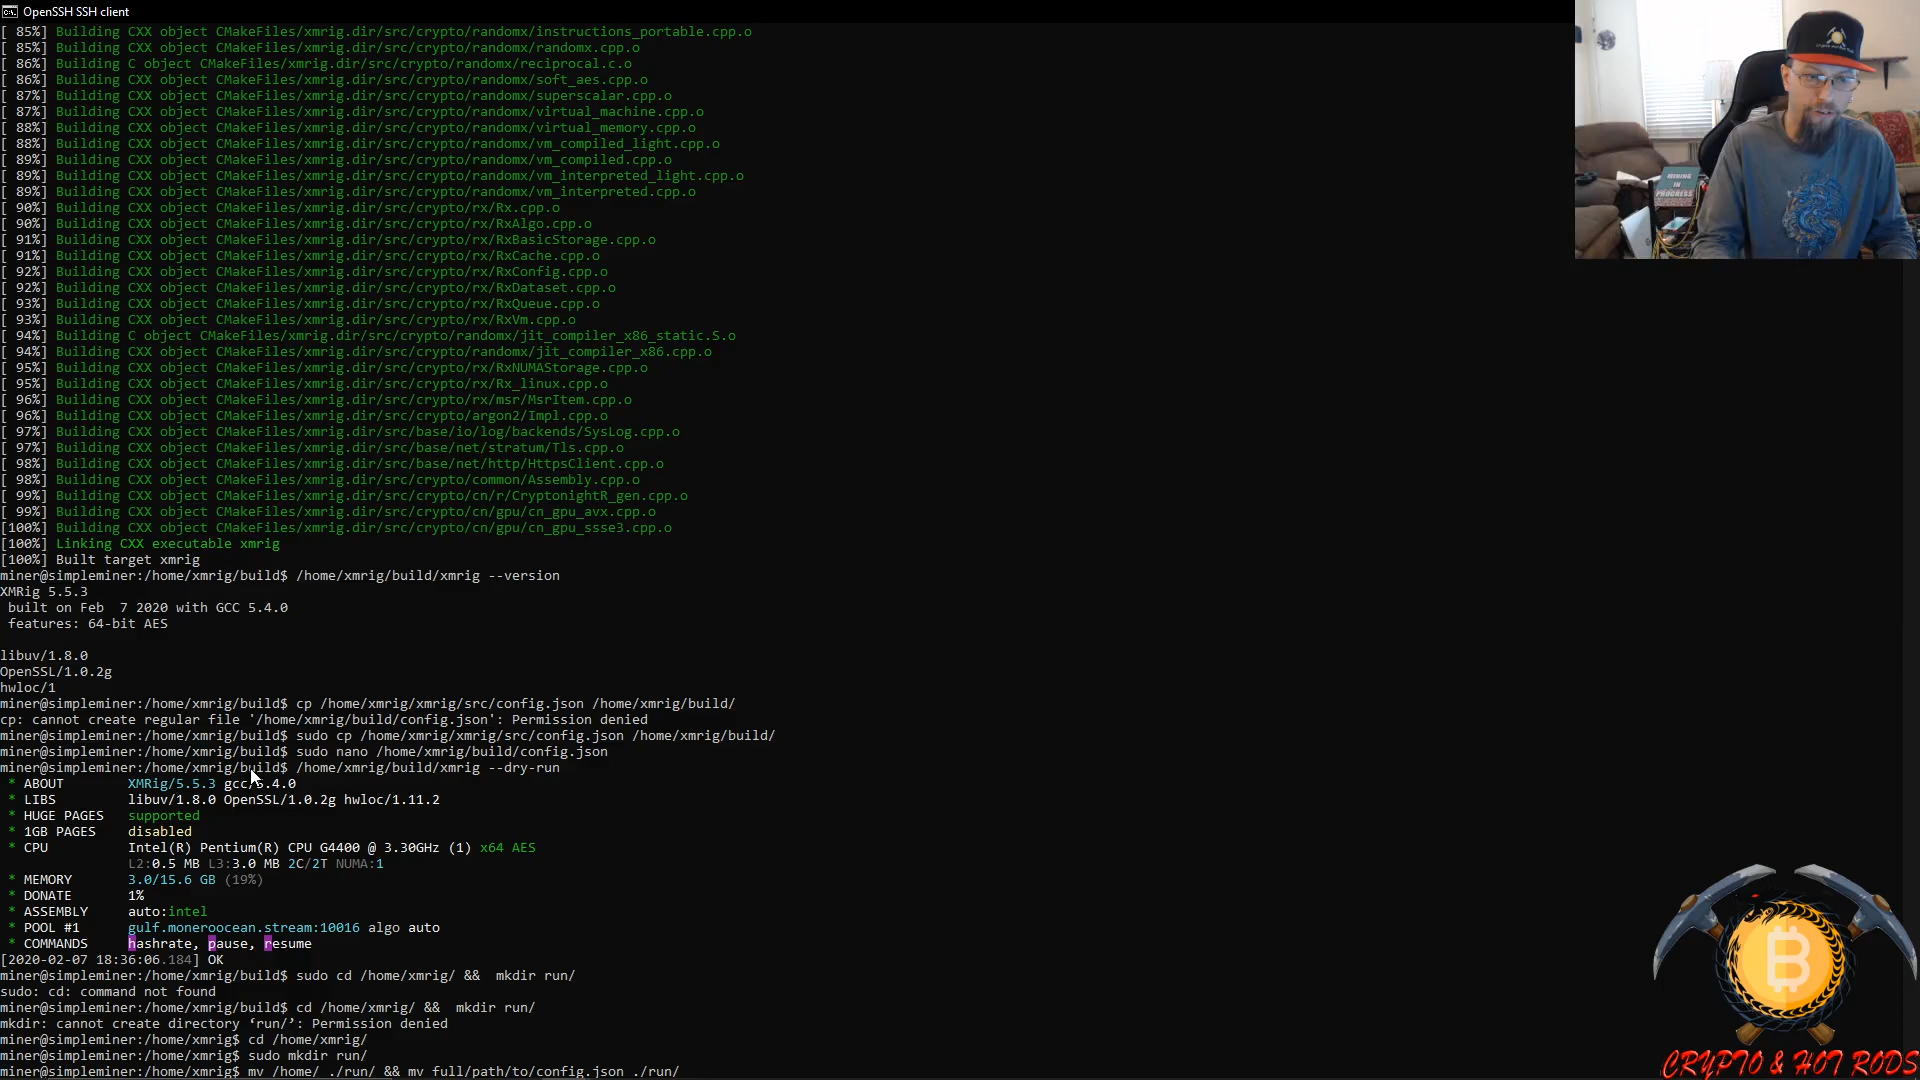 OpenSSH SSH client
[ 85%] Building CXX object CMakeFiles/xmrig.dir/src/crypto/randomx/instructions_portable.cpp.o
[ 85%] Building CXX object CMakeFiles/xmrig.dir/src/crypto/randomx/randomx.cpp.o
[ 86%] Building C object CMakeFiles/xmrig.dir/src/crypto/randomx/reciprocal.c.o
[ 86%] Building CXX object CMakeFiles/xmrig.dir/src/crypto/randomx/soft_aes.cpp.o
[ 87%] Building CXX object CMakeFiles/xmrig.dir/src/crypto/randomx/superscalar.cpp.o
[ 87%] Building CXX object CMakeFiles/xmrig.dir/src/crypto/randomx/virtual_machine.cpp.o
[ 88%] Building CXX object CMakeFiles/xmrig.dir/src/crypto/randomx/virtual_memory.cpp.o
[ 88%] Building CXX object CMakeFiles/xmrig.dir/src/crypto/randomx/vm_compiled_light.cpp.o
[ 89%] Building CXX object CMakeFiles/xmrig.dir/src/crypto/randomx/vm_compiled.cpp.o
[ 89%] Building CXX object CMakeFiles/xmrig.dir/src/crypto/randomx/vm_interpreted_light.cpp.o
[ 89%] Building CXX object CMakeFiles/xmrig.dir/src/crypto/randomx/vm_interpreted.cpp.o
[ 90%] Building CXX object CMakeFiles/xmrig.dir/src/crypto/rx/Rx.cpp.o
[ 90%] Building CXX object CMakeFiles/xmrig.dir/src/crypto/rx/RxAlgo.cpp.o
[ 91%] Building CXX object CMakeFiles/xmrig.dir/src/crypto/rx/RxBasicStorage.cpp.o
[ 91%] Building CXX object CMakeFiles/xmrig.dir/src/crypto/rx/RxCache.cpp.o
[ 92%] Building CXX object CMakeFiles/xmrig.dir/src/crypto/rx/RxConfig.cpp.o
[ 92%] Building CXX object CMakeFiles/xmrig.dir/src/crypto/rx/RxDataset.cpp.o
[ 93%] Building CXX object CMakeFiles/xmrig.dir/src/crypto/rx/RxQueue.cpp.o
[ 93%] Building CXX object CMakeFiles/xmrig.dir/src/crypto/rx/RxVm.cpp.o
[ 94%] Building C object CMakeFiles/xmrig.dir/src/crypto/randomx/jit_compiler_x86_static.S.o
[ 94%] Building CXX object CMakeFiles/xmrig.dir/src/crypto/randomx/jit_compiler_x86.cpp.o
[ 95%] Building CXX object CMakeFiles/xmrig.dir/src/crypto/rx/RxNUMAStorage.cpp.o
[ 95%] Building CXX object CMakeFiles/xmrig.dir/src/crypto/rx/Rx_linux.cpp.o
[ 96%] Building CXX object CMakeFiles/xmrig.dir/src/crypto/rx/msr/MsrItem.cpp.o
[ 96%] Building CXX object CMakeFiles/xmrig.dir/src/crypto/argon2/Impl.cpp.o
[ 97%] Building CXX object CMakeFiles/xmrig.dir/src/base/io/log/backends/SysLog.cpp.o
[ 97%] Building CXX object CMakeFiles/xmrig.dir/src/base/net/stratum/Tls.cpp.o
[ 98%] Building CXX object CMakeFiles/xmrig.dir/src/base/net/http/HttpsClient.cpp.o
[ 98%] Building CXX object CMakeFiles/xmrig.dir/src/crypto/common/Assembly.cpp.o
[ 99%] Building CXX object CMakeFiles/xmrig.dir/src/crypto/cn/r/CryptonightR_gen.cpp.o
[ 99%] Building CXX object CMakeFiles/xmrig.dir/src/crypto/cn/gpu/cn_gpu_avx.cpp.o
[100%] Building CXX object CMakeFiles/xmrig.dir/src/crypto/cn/gpu/cn_gpu_ssse3.cpp.o
[100%] Linking CXX executable xmrig
[100%] Built target xmrig
miner@simpleminer:/home/xmrig/build$ /home/xmrig/build/xmrig --version
XMRig 5.5.3
built on Feb  7 2020 with GCC 5.4.0
features: 64-bit AES
libuv/1.8.0
OpenSSL/1.0.2g
hwloc/1
miner@simpleminer:/home/xmrig/build$ cp /home/xmrig/xmrig/src/config.json /home/xmrig/build/
cp: cannot create regular file '/home/xmrig/build/config.json': Permission denied
miner@simpleminer:/home/xmrig/build$ sudo cp /home/xmrig/xmrig/src/config.json /home/xmrig/build/
miner@simpleminer:/home/xmrig/build$ sudo nano /home/xmrig/build/config.json
miner@simpleminer:/home/xmrig/build$ /home/xmrig/build/xmrig --dry-run
* ABOUT XMRig/5.5.3 gcc/5.4.0
* LIBS libuv/1.8.0 OpenSSL/1.0.2g hwloc/1.11.2
* HUGE PAGES supported
* 1GB PAGES disabled
* CPU Intel(R) Pentium(R) CPU G4400 @ 3.30GHz (1) x64 AES
L2:0.5 MB L3:3.0 MB 2C/2T NUMA:1
* MEMORY 3.0/15.6 GB (19%)
* DONATE 1%
* ASSEMBLY auto:intel
* POOL #1 gulf.moneroocean.stream:10016 algo auto
* COMMANDS hashrate, pause, resume
[2020-02-07 18:36:06.184] OK
miner@simpleminer:/home/xmrig/build$ sudo cd /home/xmrig/ &&  mkdir run/
sudo: cd: command not found
miner@simpleminer:/home/xmrig/build$ cd /home/xmrig/ &&  mkdir run/
mkdir: cannot create directory ‘run/’: Permission denied
miner@simpleminer:/home/xmrig$ cd /home/xmrig/
miner@simpleminer:/home/xmrig$ sudo mkdir run/
miner@simpleminer:/home/xmrig$ mv /home/ ./run/ && mv full/path/to/config.json ./run/
MINING
IN
PROGRESS
CRYPTO & HOT RODS